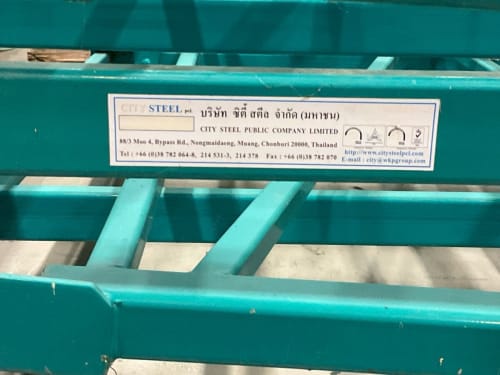 CITY STEEL pcl. บริษัท ซิตี้ สตีล จำกัด (มหาชน)
CITY STEEL PUBLIC COMPANY LIMITED
88/3 Moo 4, Bypass Rd., Nongmaidaeng, Muang, Chonburi 20000, Thailand
Tel : +66 (0)38 782 064-8, 214 531-3, 214 378 Fax : +66 (0)38 782 070
http://www.citysteelpcl.com
E-mail : city@wkpgroup.com